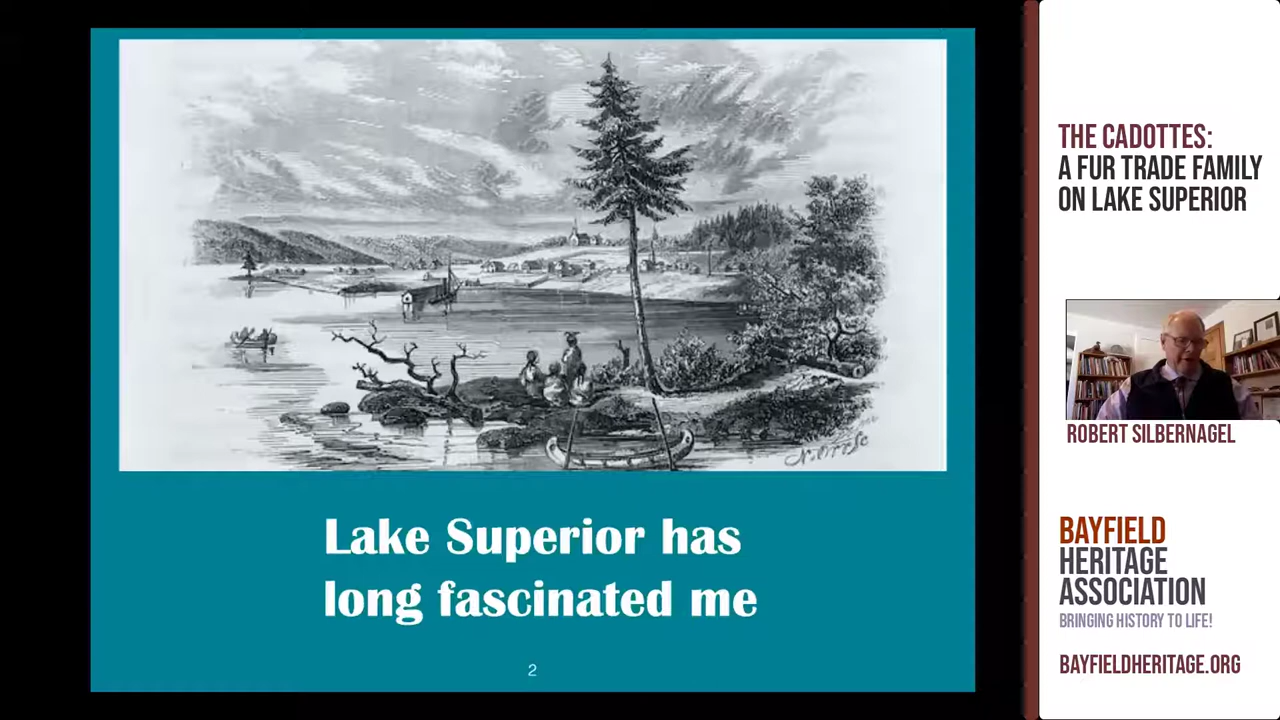 Lake Superior has
long fascinated me
2
THE CADOTTES:
A FUR TRADE FAMILY
ON LAKE SUPERIOR
ROBERT SILBERNAGEL
BAYFIELD
HERITAGE
ASSOCIATION
BRINGING HISTORY TO LIFE!
BAYFIELDHERITAGE.ORG